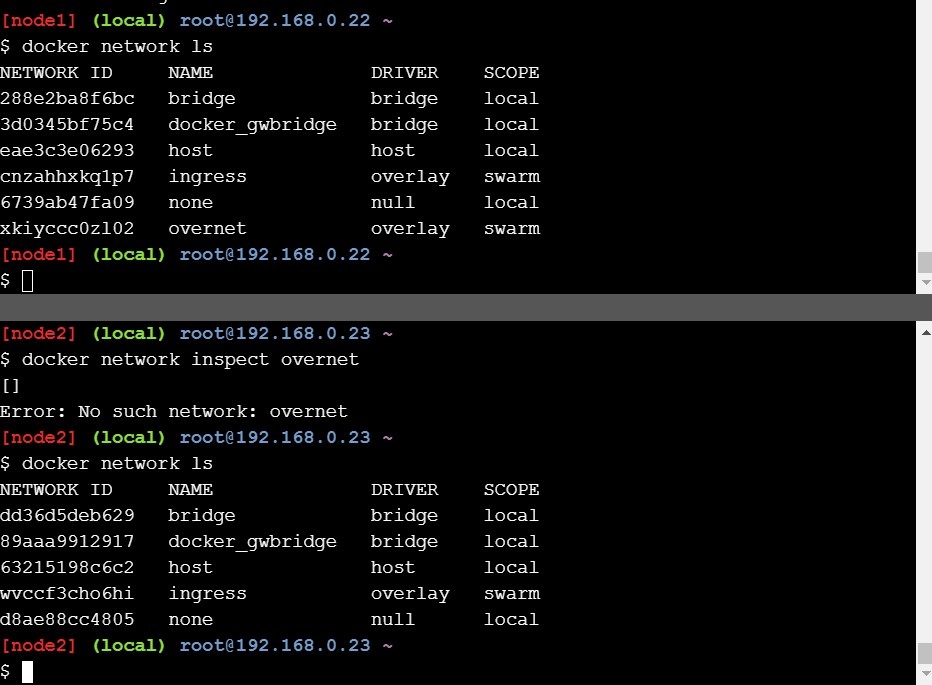 [node1] (local) root@192.168.0.22 ~
$ docker network ls
NETWORK ID     NAME              DRIVER    SCOPE
288e2ba8f6bc   bridge            bridge    local
3d0345bf75c4   docker_gwbridge   bridge    local
eae3c3e06293   host              host      local
cnzahhxkq1p7   ingress           overlay   swarm
6739ab47fa09   none              null      local
xkiyccc0zl02   overnet           overlay   swarm
[node1] (local) root@192.168.0.22 ~
$
[node2] (local) root@192.168.0.23 ~
$ docker network inspect overnet
[]
Error: No such network: overnet
[node2] (local) root@192.168.0.23 ~
$ docker network ls
NETWORK ID     NAME              DRIVER    SCOPE
dd36d5deb629   bridge            bridge    local
89aaa9912917   docker_gwbridge   bridge    local
63215198c6c2   host              host      local
wvccf3cho6hi   ingress           overlay   swarm
d8ae88cc4805   none              null      local
[node2] (local) root@192.168.0.23 ~
$